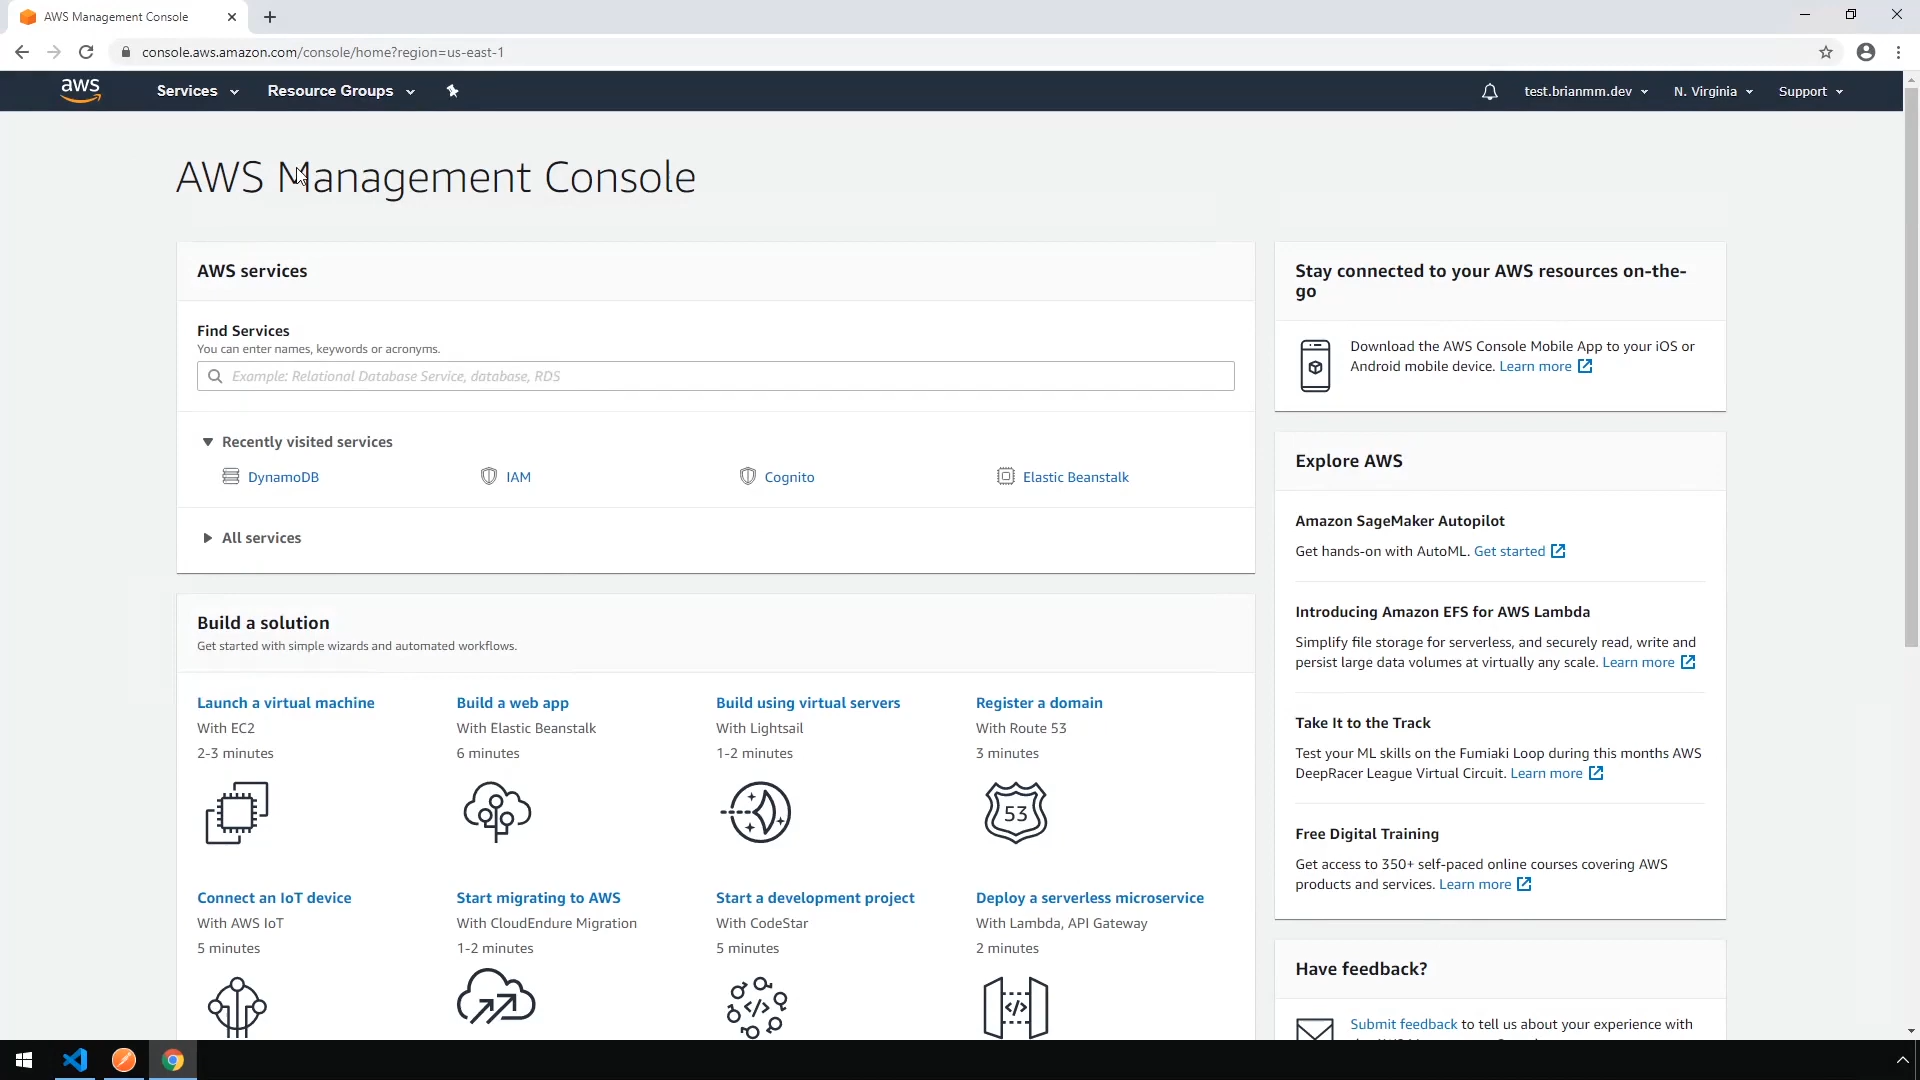 AWS Management Console
console.aws.amazon.com/console/home?region=us-east-1
aws
Services
Resource Groups
test.brianmm.dev
N. Virginia
Support
AWS Management Console
AWS services
Find Services
You can enter names, keywords or acronyms.
Example: Relational Database Service, database, RDS
Recently visited services
DynamoDB
IAM
Cognito
Elastic Beanstalk
All services
Build a solution
Get started with simple wizards and automated workflows.
Launch a virtual machine
With EC2
2-3 minutes
Build a web app
With Elastic Beanstalk
6 minutes
Build using virtual servers
With Lightsail
1-2 minutes
Register a domain
With Route 53
3 minutes
53
Connect an IoT device
With AWS IoT
5 minutes
Start migrating to AWS
With CloudEndure Migration
1-2 minutes
Start a development project
With CodeStar
5 minutes
</>
Deploy a serverless microservice
With Lambda, API Gateway
2 minutes
</>
Stay connected to your AWS resources on-the-
go
Download the AWS Console Mobile App to your iOS or
Android mobile device. Learn more
Explore AWS
Amazon SageMaker Autopilot
Get hands-on with AutoML. Get started
Introducing Amazon EFS for AWS Lambda
Simplify file storage for serverless, and securely read, write and
persist large data volumes at virtually any scale. Learn more
Take It to the Track
Test your ML skills on the Fumiaki Loop during this months AWS
DeepRacer League Virtual Circuit. Learn more
Free Digital Training
Get access to 350+ self-paced online courses covering AWS
products and services. Learn more
Have feedback?
Submit feedback to tell us about your experience with